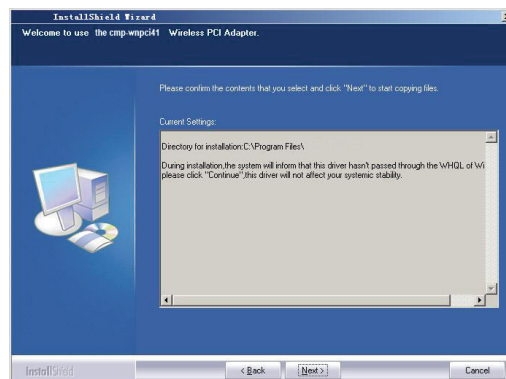 InstallShield Wizard
Welcome to use the cmp-wnpci41 Wireless PCI Adapter.
Please confirm the contents that you select and click "Next" to start copying files.
Current Settings:
Directory for installation:C:\Program Files\
During installation,the system will inform that this driver hasn't passed through the WHQL of Wi
please click "Continue",this driver will not affect your systemic stability.
InstallShield
< Back
Next >
Cancel